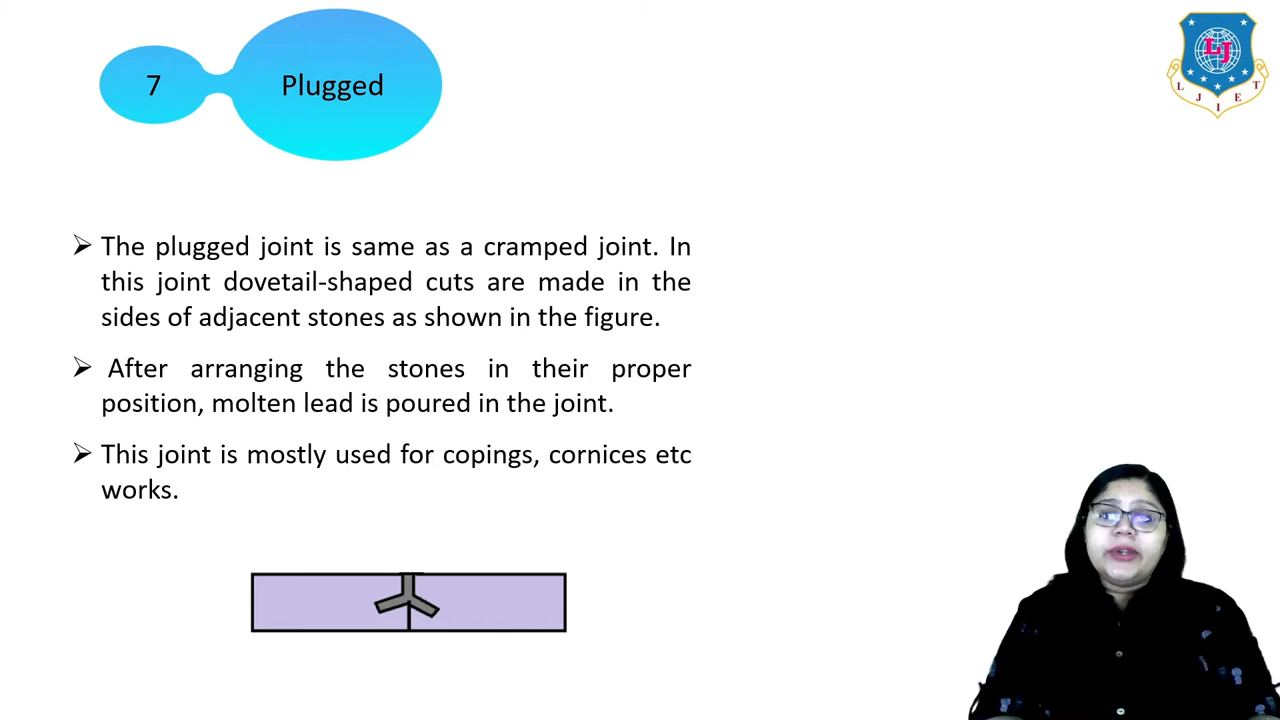 7
Plugged
LJ
L J I E T
➢ The plugged joint is same as a cramped joint. In
this joint dovetail-shaped cuts are made in the
sides of adjacent stones as shown in the figure.
➢ After arranging the stones in their proper
position, molten lead is poured in the joint.
➢ This joint is mostly used for copings, cornices etc
works.